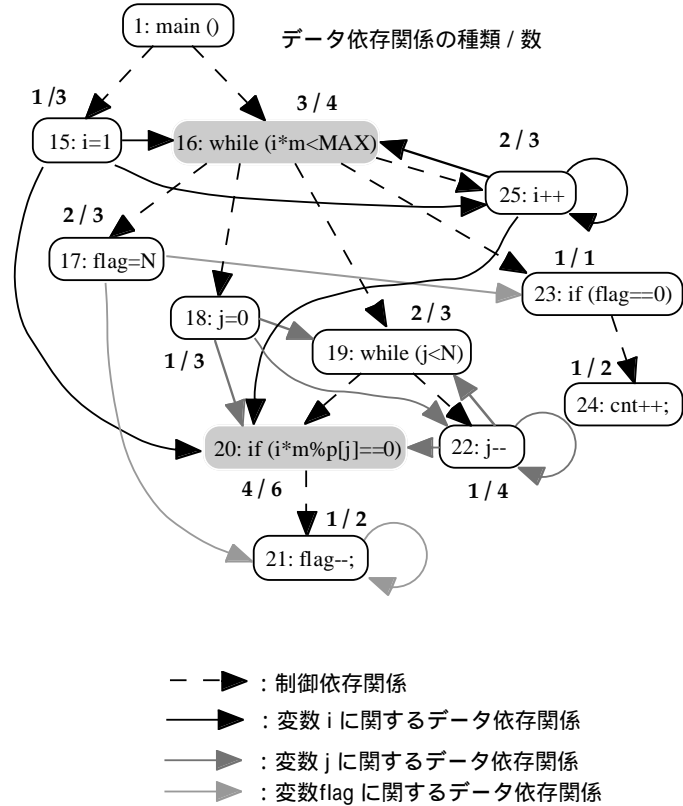 1: main ()
データ依存関係の種類 / 数
1 /3
3 / 4
15: i=1
16: while (i*m<MAX)
2 / 3
25: i++
2 / 3
17: flag=N
1 / 1
23: if (flag==0)
18: j=0
2 / 3
19: while (j<N)
1 / 3
1 / 2
24: cnt++;
20: if (i*m%p[j]==0)
22: j--
4 / 6
1 / 4
1 / 2
21: flag--;
: 制御依存関係
: 変数 i に関するデータ依存関係
: 変数 j に関するデータ依存関係
: 変数flag に関するデータ依存関係